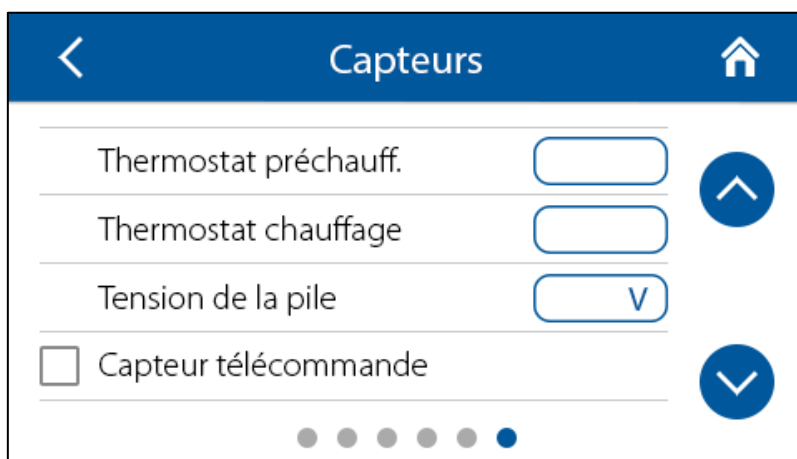 Capteurs
Thermostat préchauff.
Thermostat chauffage
Tension de la pile V
Capteur télécommande